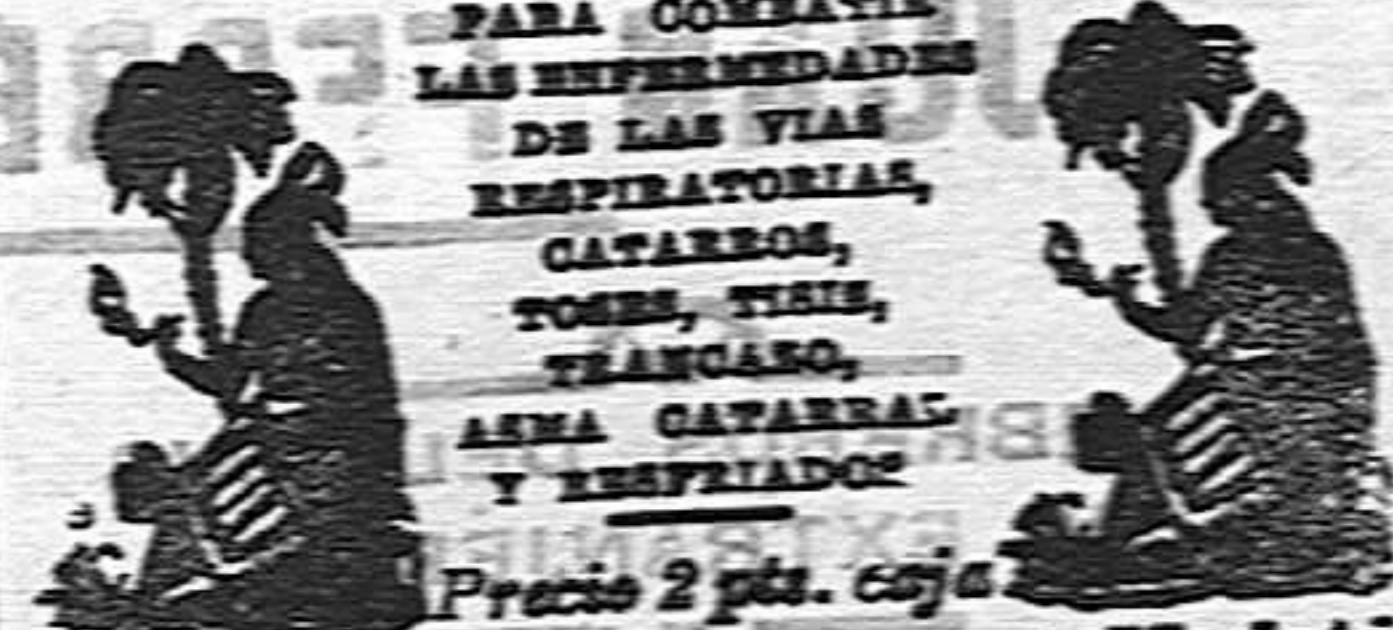 PARA COMBATIR
LAS ENFERMEDADES
DE LAS VIAS
RESPIRATORIAS,
CATARROS,
TOSES, TISIS,
TRANCAZO,
ASMA CATARRAL
Y RESFRIADOS
Precio 2 pts. caja